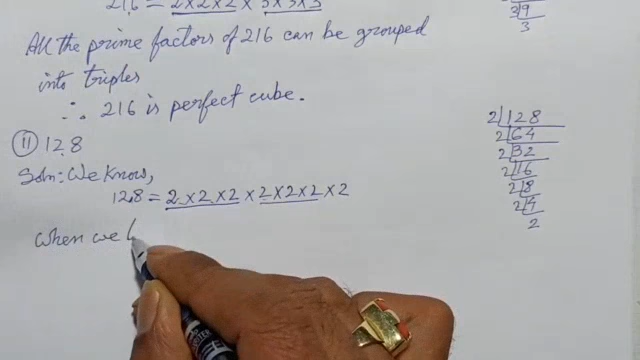 216 = 2×2×2 × 3×3×3
All the prime factors of 216 can be grouped
into triples
∴ 216 is perfect cube.
(II) 128
Soln: We Know,
128 = 2×2×2 × 2×2×2 × 2
When we
3|9
3
2|128
2|64
2|32
2|16
2|8
2|4
2